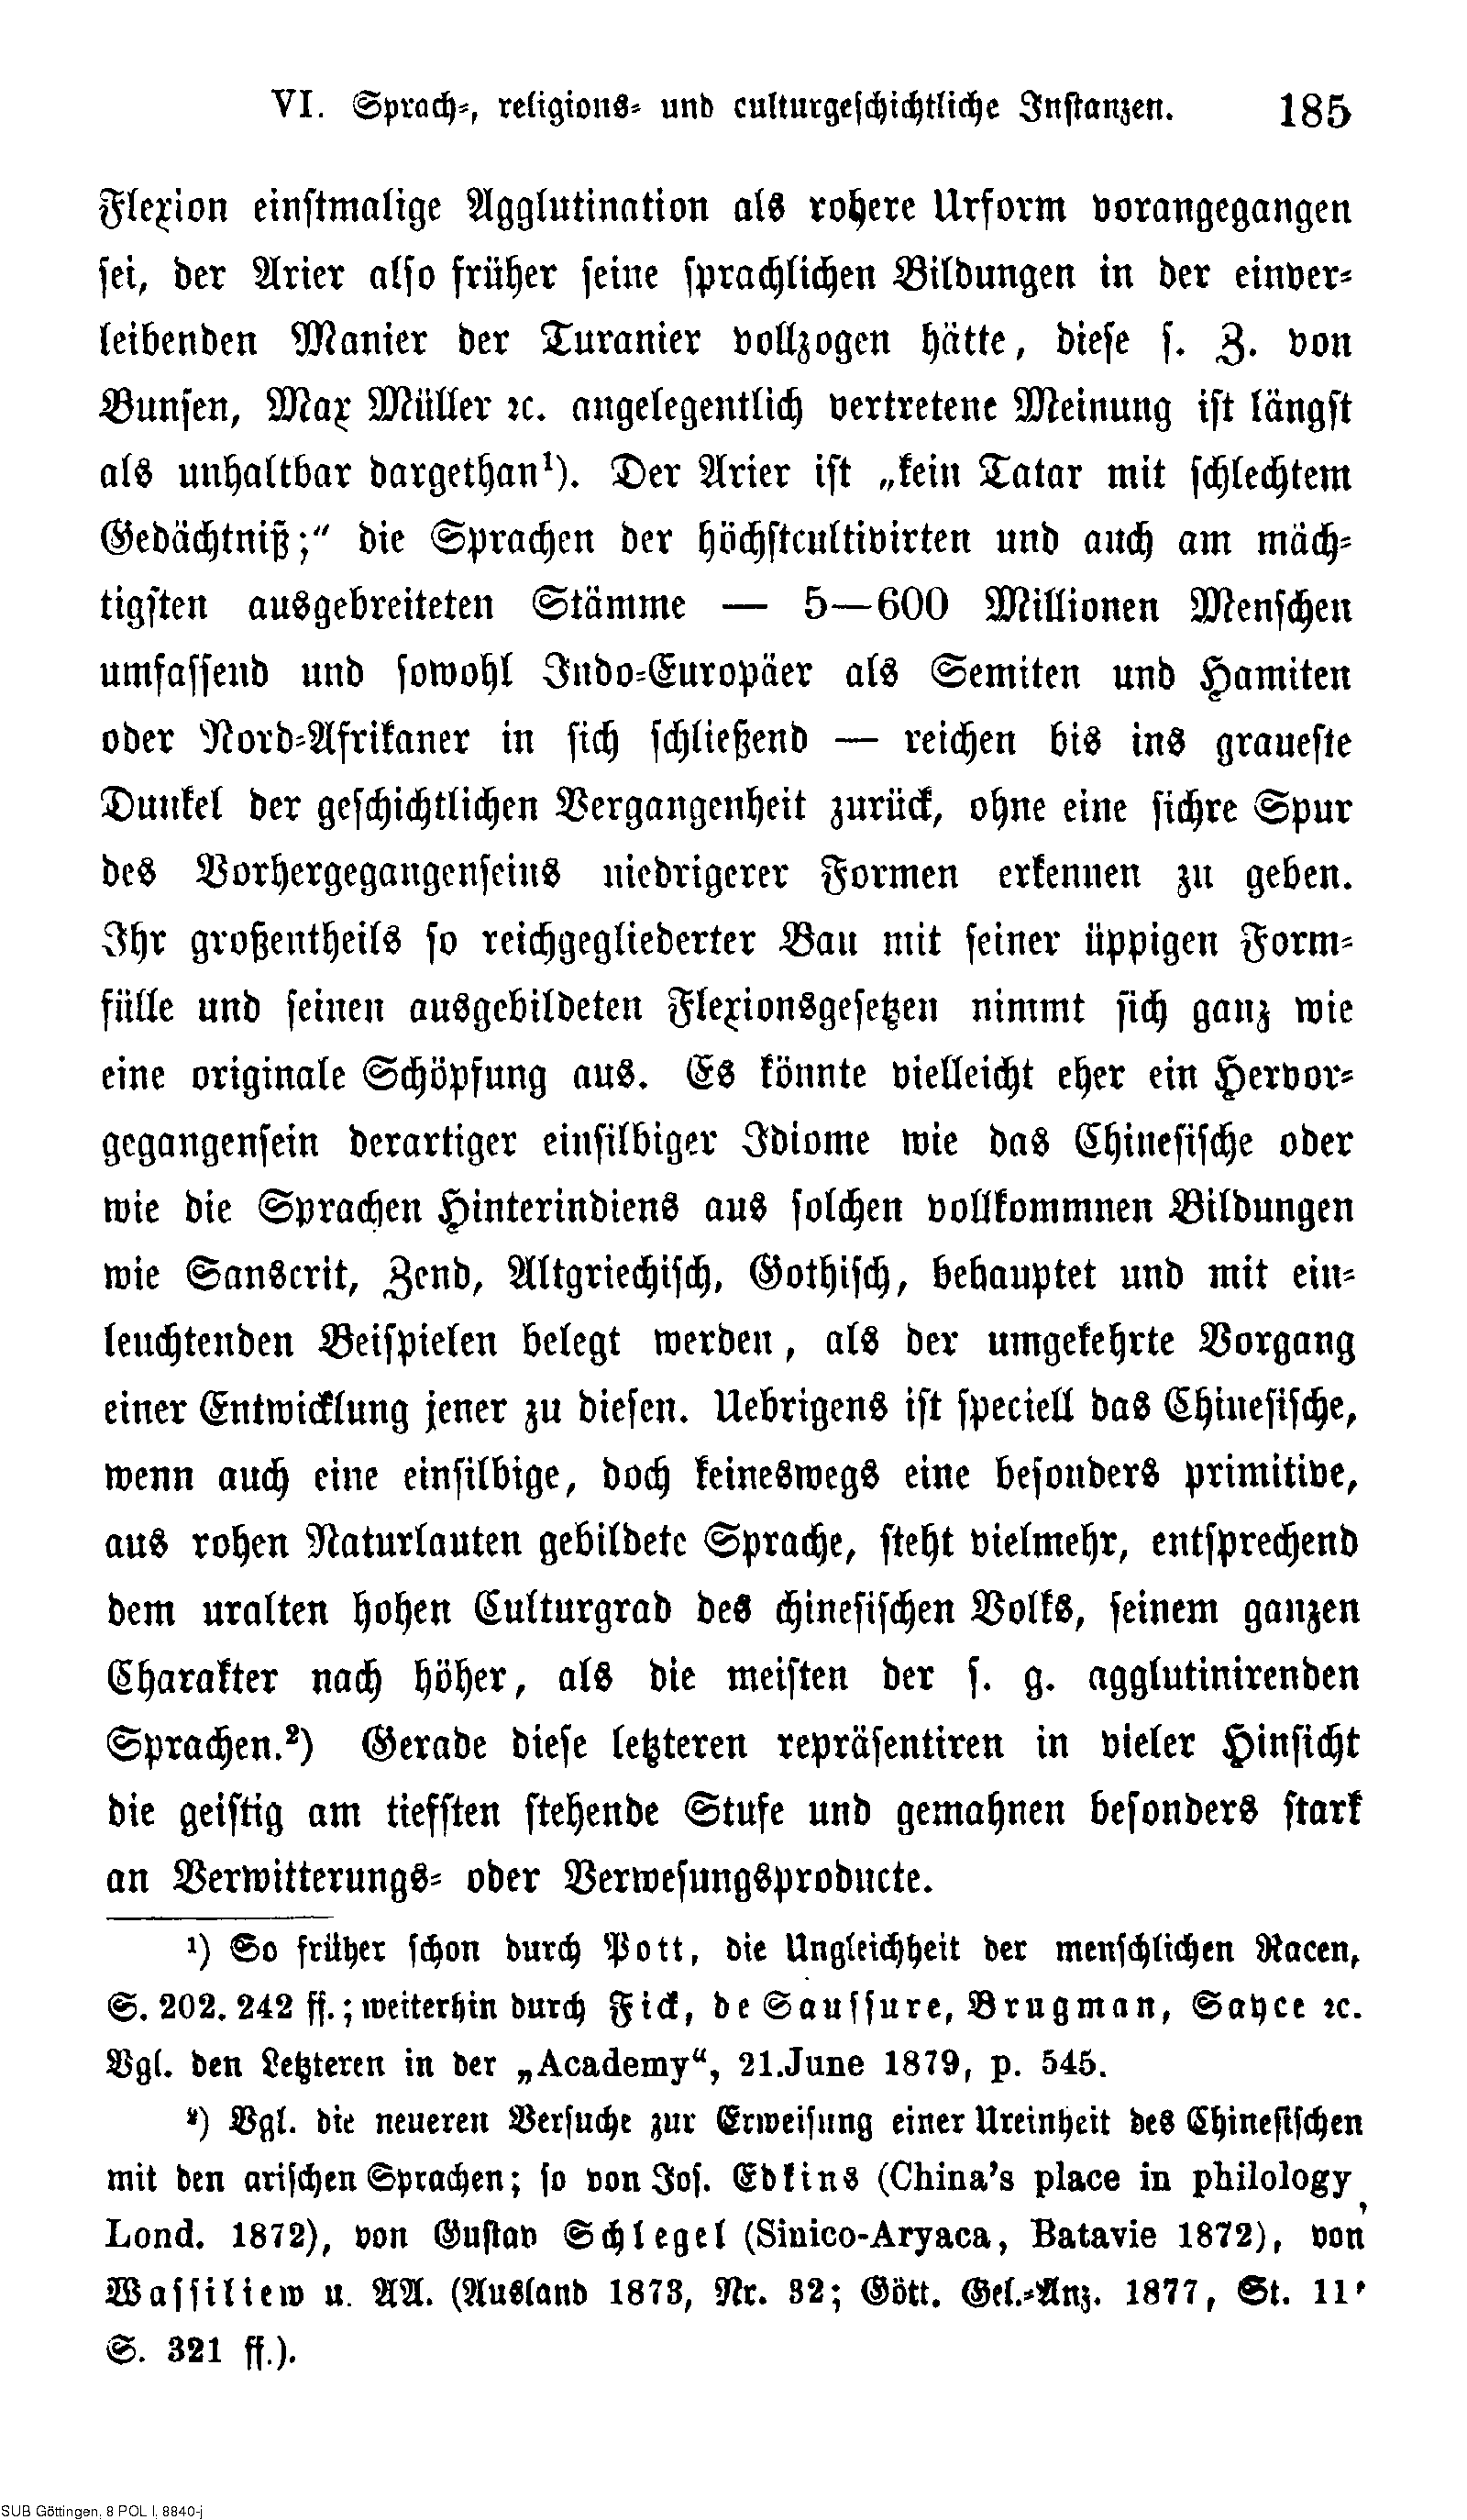 VI. Sprach-, religions- und culturgeschichtliche Instanzen. 185
Flexion einstmalige Agglutination als rohere Urform vorangegangen
sei, der Arier also früher seine sprachlichen Bildungen in der einver-
leibenden Manier der Turanier vollzogen hätte, diese s. Z. von
Bunsen, Max Müller ꝛc. angelegentlich vertretene Meinung ist längst
als unhaltbar dargethan¹). Der Arier ist „kein Tatar mit schlechtem
Gedächtniß;“ die Sprachen der höchstcultivirten und auch am mäch-
tigsten ausgebreiteten Stämme — 5—600 Millionen Menschen
umfassend und sowohl Indo-Europäer als Semiten und Hamiten
oder Nord-Afrikaner in sich schließend — reichen bis ins graueste
Dunkel der geschichtlichen Vergangenheit zurück, ohne eine sichre Spur
des Vorhergegangenseins niedrigerer Formen erkennen zu geben.
Ihr großentheils so reichgegliederter Bau mit seiner üppigen Form-
fülle und seinen ausgebildeten Flexionsgesetzen nimmt sich ganz wie
eine originale Schöpfung aus. Es könnte vielleicht eher ein Hervor-
gegangensein derartiger einsilbiger Idiome wie das Chinesische oder
wie die Sprachen Hinterindiens aus solchen vollkommnen Bildungen
wie Sanscrit, Zend, Altgriechisch, Gothisch, behauptet und mit ein-
leuchtenden Beispielen belegt werden, als der umgekehrte Vorgang
einer Entwicklung jener zu diesen. Uebrigens ist speciell das Chinesische,
wenn auch eine einsilbige, doch keineswegs eine besonders primitive,
aus rohen Naturlauten gebildete Sprache, steht vielmehr, entsprechend
dem uralten hohen Culturgrad des chinesischen Volks, seinem ganzen
Charakter nach höher, als die meisten der s. g. agglutinirenden
Sprachen.²) Gerade diese letzteren repräsentiren in vieler Hinsicht
die geistig am tiefsten stehende Stufe und gemahnen besonders stark
an Verwitterungs- oder Verwesungsproducte.
¹) So früher schon durch Pott, die Ungleichheit der menschlichen Racen,
S. 202. 242 ff.; weiterhin durch Fick, de Saussure, Brugman, Sayce ꝛc.
Vgl. den Letzteren in der „Academy“, 21.June 1879, p. 545.
²) Vgl. die neueren Versuche zur Erweisung einer Ureinheit des Chinesischen
mit den arischen Sprachen; so von Jos. Edkins (China's place in philology,
Lond. 1872), von Gustav Schlegel (Sinico-Aryaca, Batavie 1872), von
Wassiliew u. AA. (Ausland 1873, Nr. 32; Gött. Gel.-Anz. 1877, St. 11'
S. 321 ff.).
SUB Göttingen, 8 POL I, 8840-j